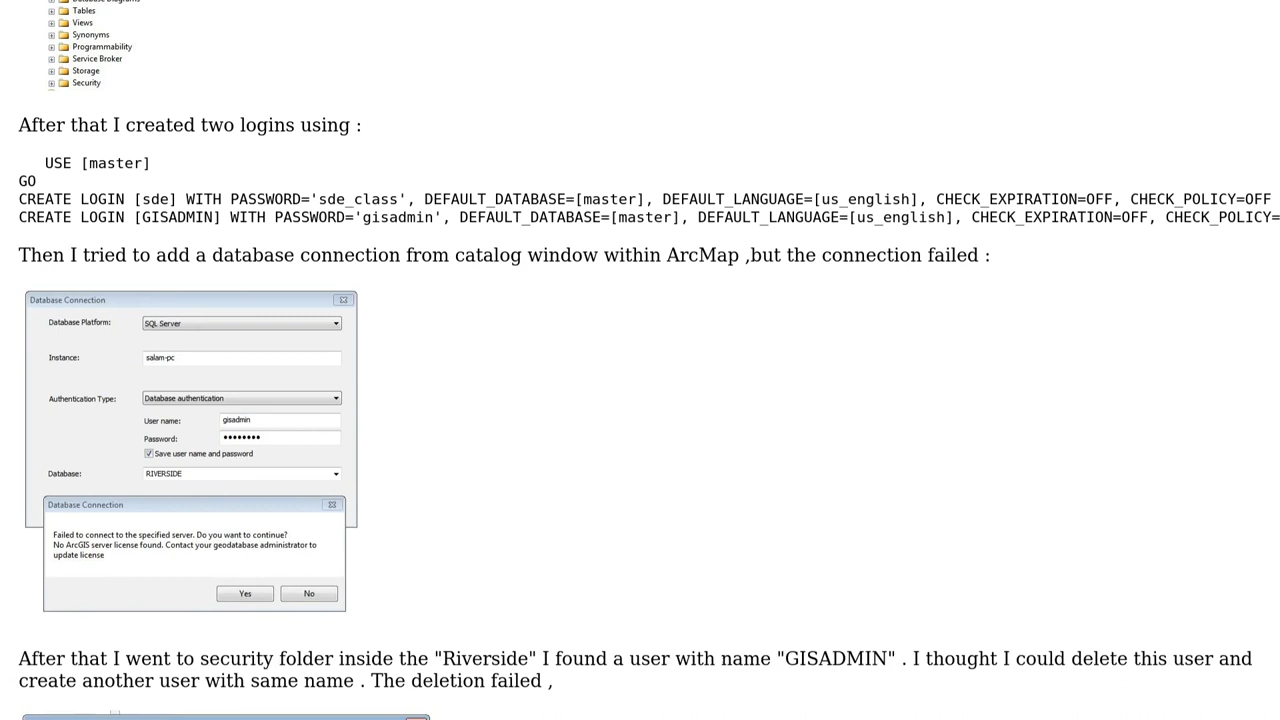 Tables
Views
Synonyms
Programmability
Service Broker
Storage
Security
After that I created two logins using :
USE [master]
GO
CREATE LOGIN [sde] WITH PASSWORD='sde_class', DEFAULT_DATABASE=[master], DEFAULT_LANGUAGE=[us_english], CHECK_EXPIRATION=OFF, CHECK_POLICY=OFF
CREATE LOGIN [GISADMIN] WITH PASSWORD='gisadmin', DEFAULT_DATABASE=[master], DEFAULT_LANGUAGE=[us_english], CHECK_EXPIRATION=OFF, CHECK_POLICY=
Then I tried to add a database connection from catalog window within ArcMap ,but the connection failed :
Database Connection
Database Platform: SQL Server
Instance: salam-pc
Authentication Type: Database authentication
User name: gisadmin
Password: ••••••••
Save user name and password
Database: RIVERSIDE
Database Connection
Failed to connect to the specified server. Do you want to continue?
No ArcGIS server license found. Contact your geodatabase administrator to
update license
Yes No
After that I went to security folder inside the "Riverside" I found a user with name "GISADMIN" . I thought I could delete this user and
create another user with same name . The deletion failed ,